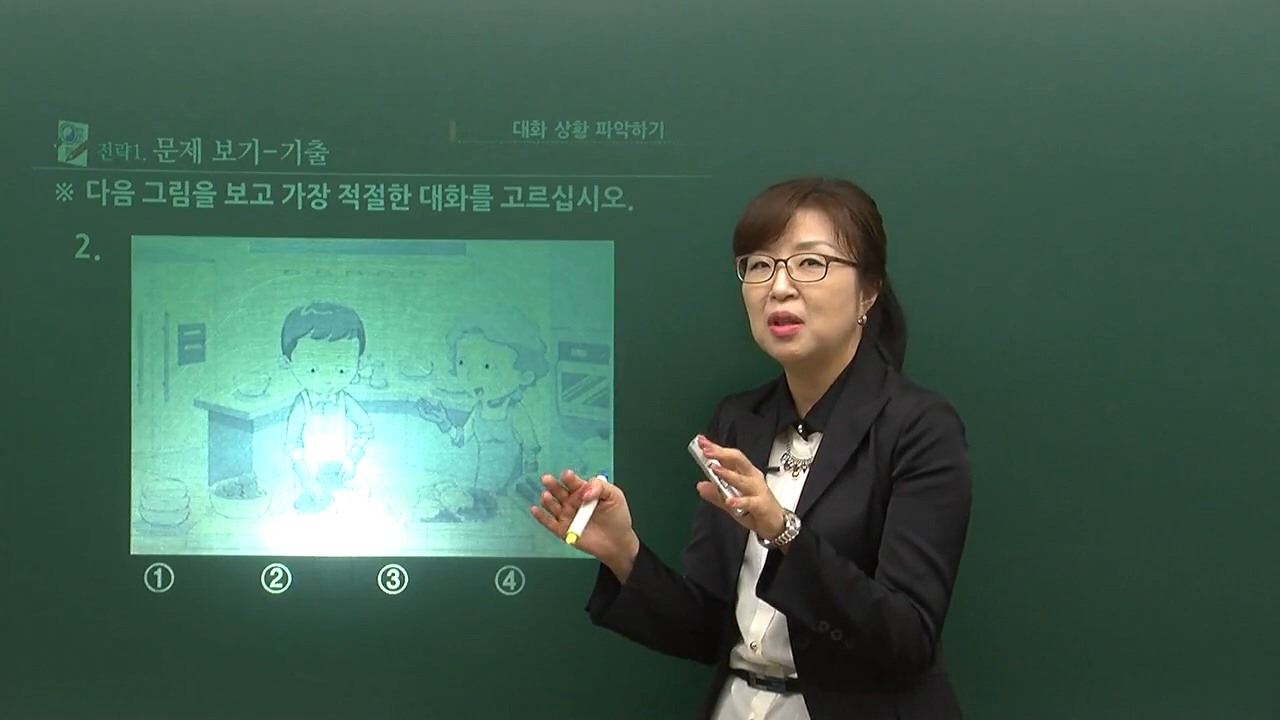 대화 상황 파악하기
전략1. 문제 보기-기출
※ 다음 그림을 보고 가장 적절한 대화를 고르십시오.
2.
① ② ③ ④